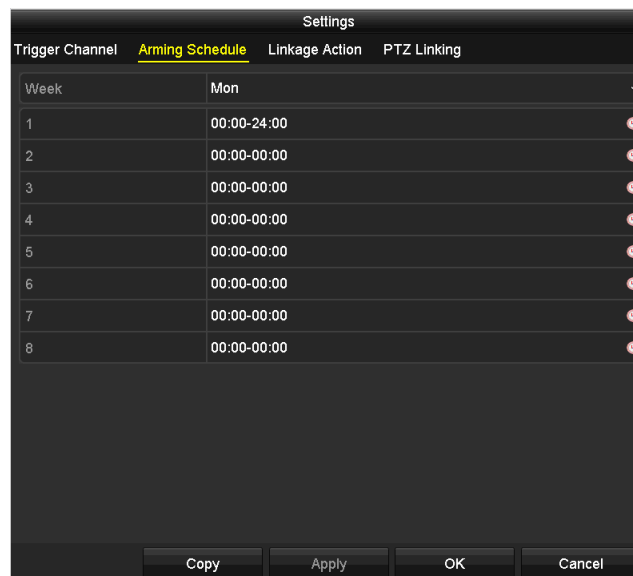 Settings
Trigger Channel Arming Schedule Linkage Action PTZ Linking
Week Mon
1 00:00-24:00
2 00:00-00:00
3 00:00-00:00
4 00:00-00:00
5 00:00-00:00
6 00:00-00:00
7 00:00-00:00
8 00:00-00:00
Copy Apply OK Cancel